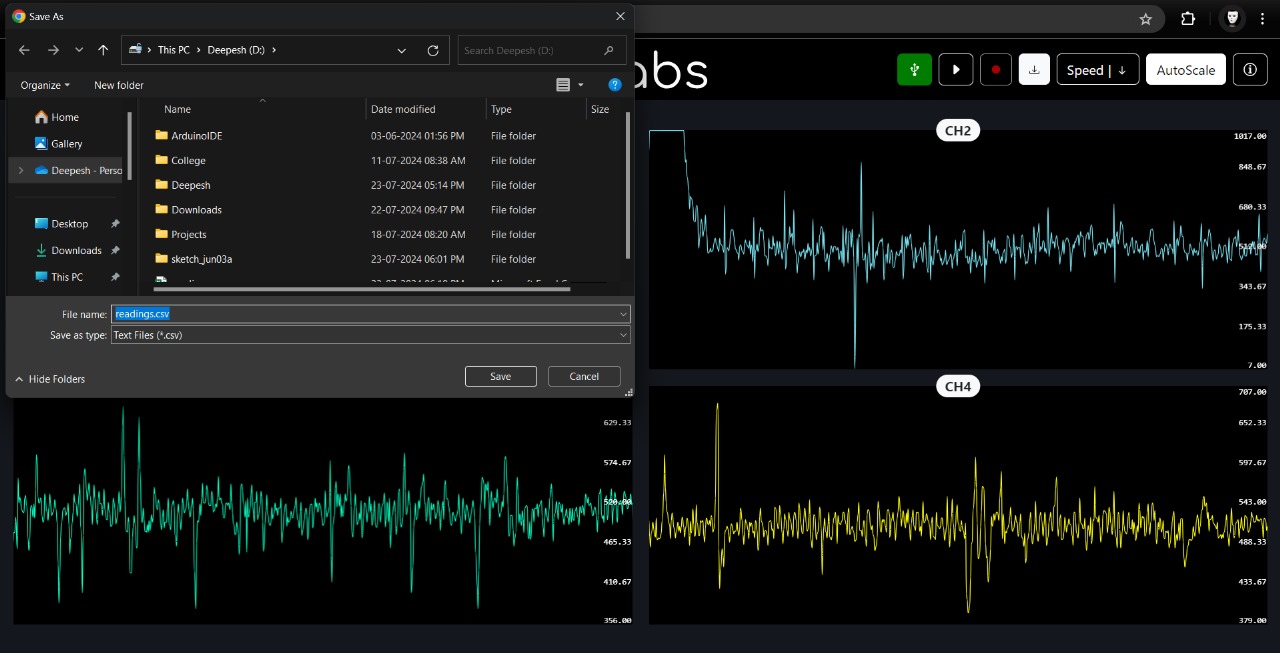 Save As
This PC > Deepesh (D:) >
Search Deepesh (D:)
Organize
New folder
?
Name
Date modified
Type
Size
Home
Gallery
Deepesh - Perso
Desktop
Downloads
This PC
ArduinoIDE 03-06-2024 01:56 PM File folder
College 11-07-2024 08:38 AM File folder
Deepesh 23-07-2024 05:14 PM File folder
Downloads 22-07-2024 09:47 PM File folder
Projects 18-07-2024 08:20 AM File folder
sketch_jun03a 23-07-2024 06:01 PM File folder
File name: readings.csv
Save as type: Text Files (*.csv)
Hide Folders
Save
Cancel
abs
Speed | ↓
AutoScale
CH2
1017.00
848.67
680.33
512.00
343.67
175.33
7.00
629.33
574.67
520.00
465.33
410.67
356.00
CH4
707.00
652.33
597.67
543.00
488.33
433.67
379.00